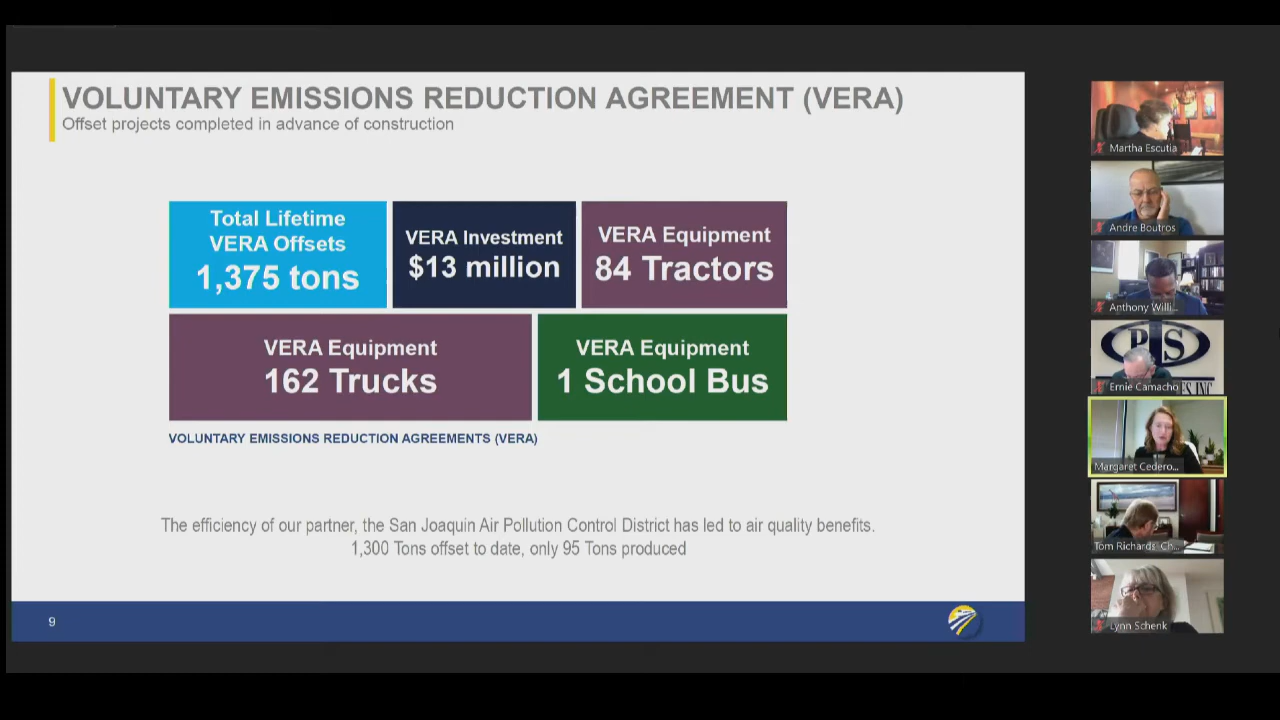 VOLUNTARY EMISSIONS REDUCTION AGREEMENT (VERA)
Offset projects completed in advance of construction
Total Lifetime
VERA Offsets
1,375 tons
VERA Investment
$13 million
VERA Equipment
84 Tractors
VERA Equipment
162 Trucks
VERA Equipment
1 School Bus
VOLUNTARY EMISSIONS REDUCTION AGREEMENTS (VERA)
The efficiency of our partner, the San Joaquin Air Pollution Control District has led to air quality benefits.
1,300 Tons offset to date, only 95 Tons produced
9
Martha Escutia
Andre Boutros
Anthony Willi...
PTS
ES INC
Ernie Camacho
Margaret Cedero...
Tom Richards Ch...
Lynn Schenk